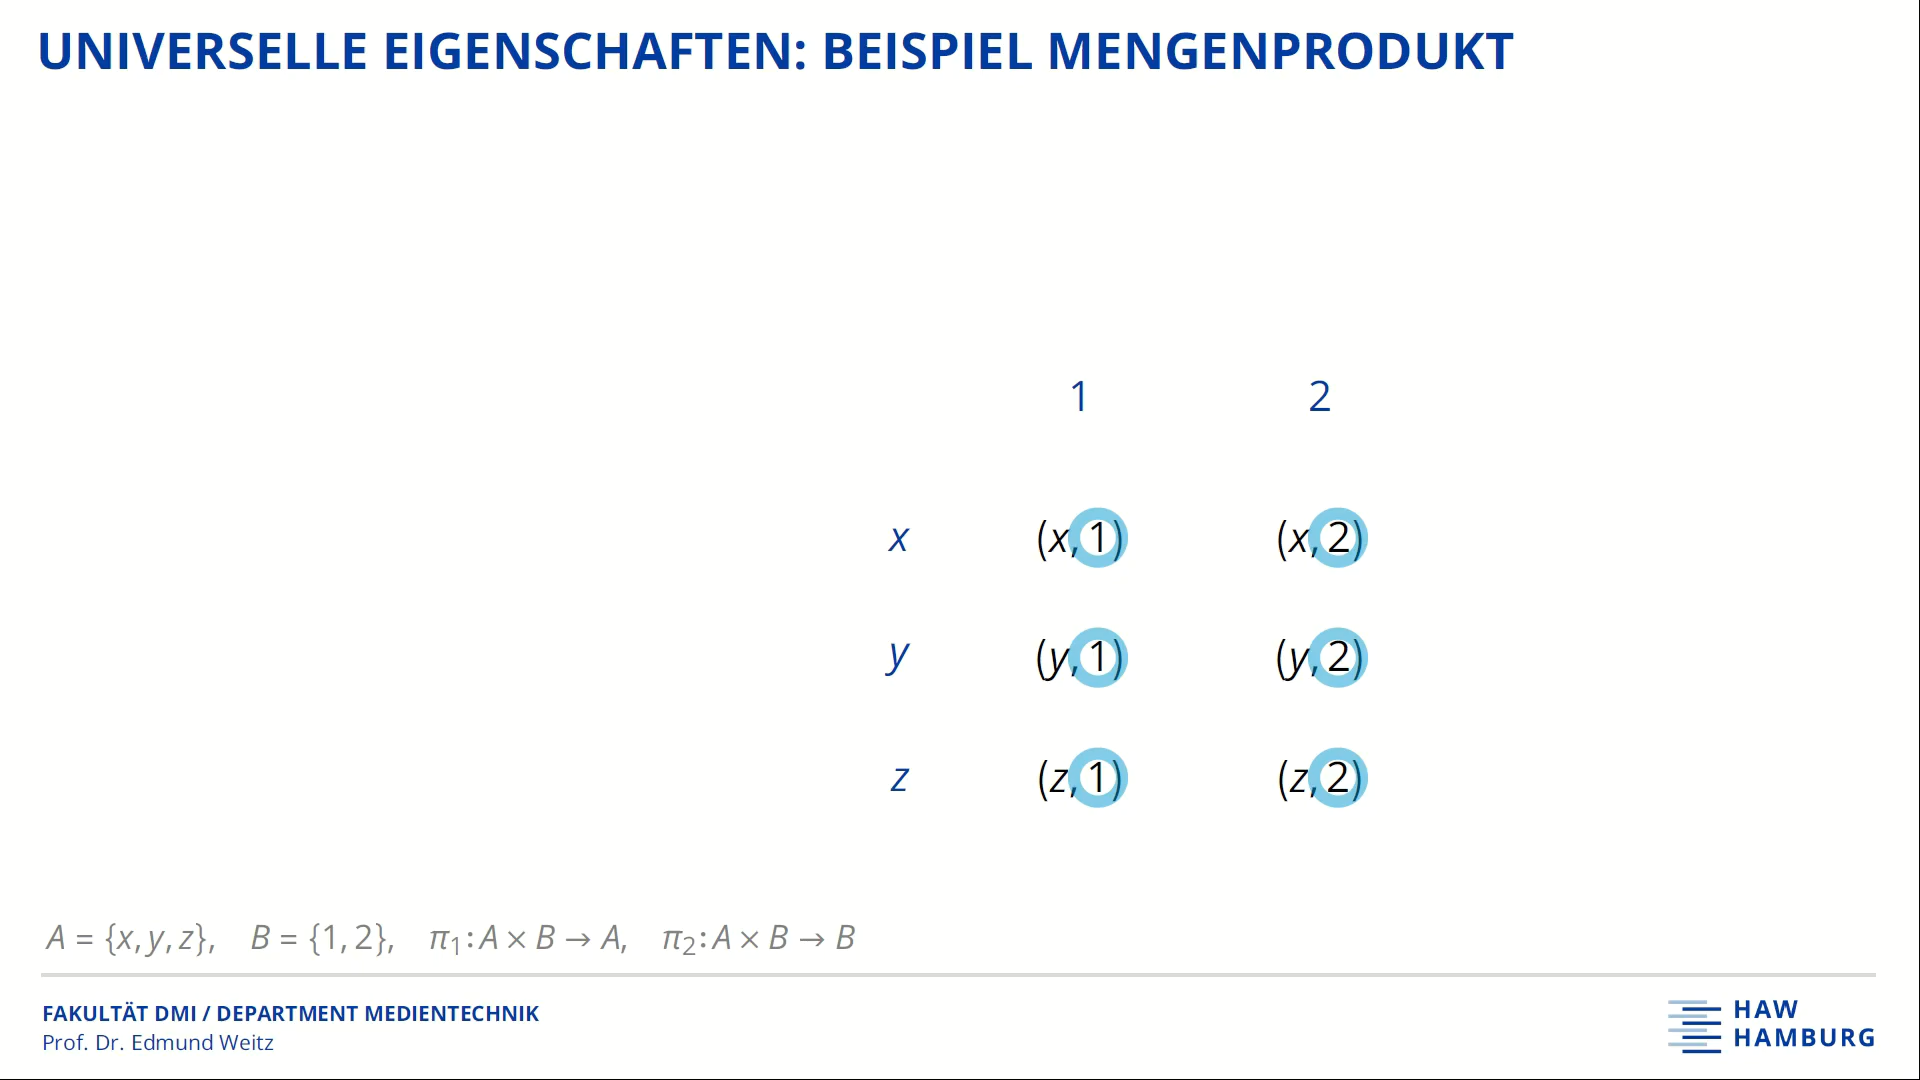 UNIVERSELLE EIGENSCHAFTEN: BEISPIEL MENGENPRODUKT
1 2
x (x, 1) (x, 2)
y (y, 1) (y, 2)
z (z, 1) (z, 2)
A = {x, y, z}, B = {1, 2}, π₁: A × B → A, π₂: A × B → B
FAKULTÄT DMI / DEPARTMENT MEDIENTECHNIK
Prof. Dr. Edmund Weitz
HAW
HAMBURG